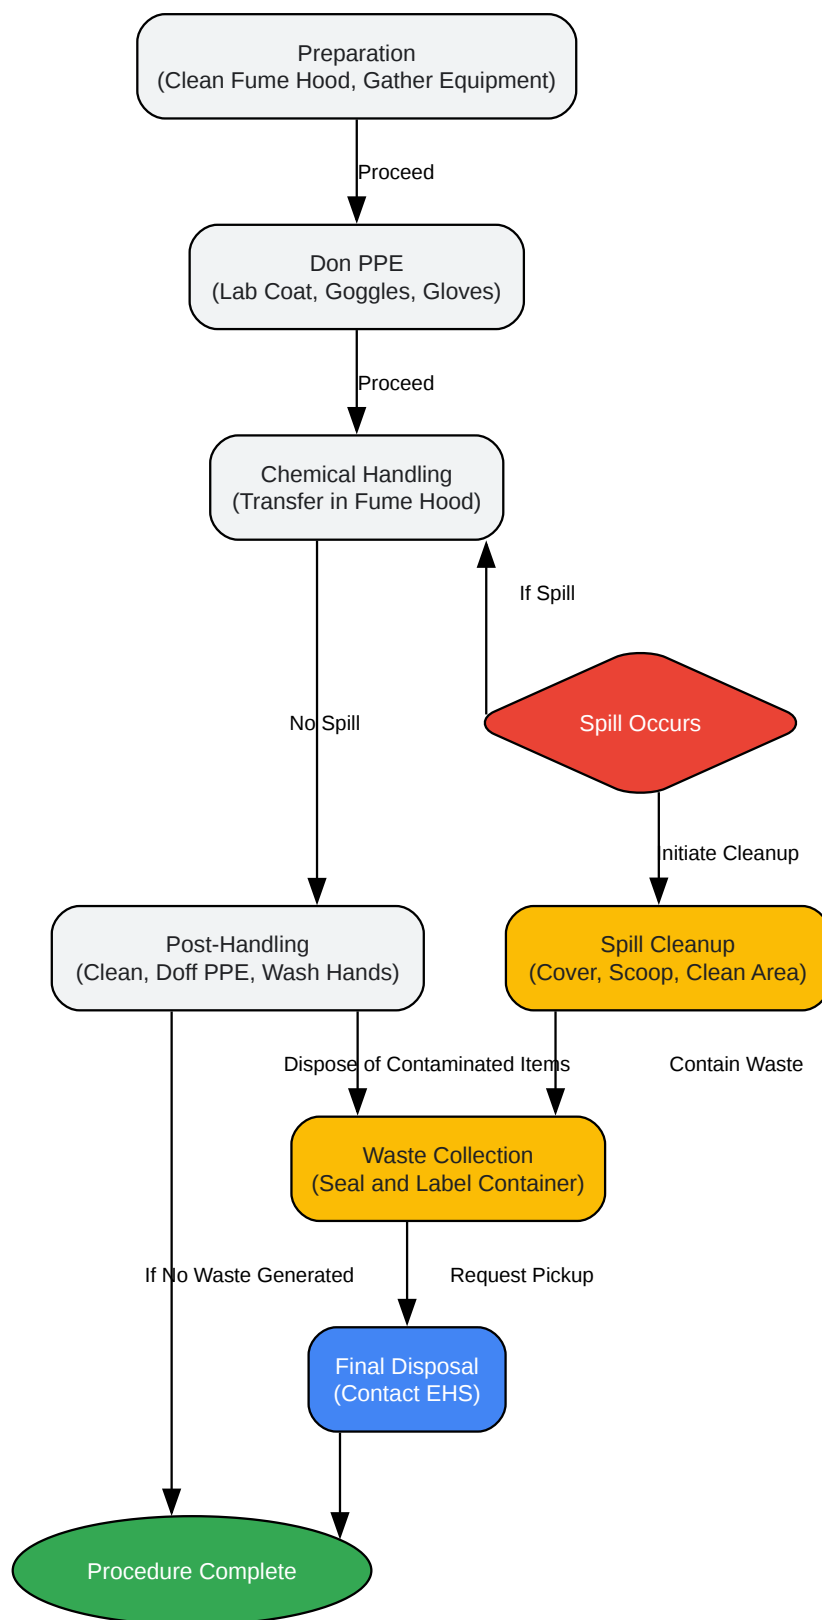 Preparation
(Clean Fume Hood, Gather Equipment)
Proceed
Don PPE
(Lab Coat, Goggles, Gloves)
Proceed
Chemical Handling
(Transfer in Fume Hood)
If Spill
No Spill
Spill Occurs
Initiate Cleanup
Post-Handling
(Clean, Doff PPE, Wash Hands)
Spill Cleanup
(Cover, Scoop, Clean Area)
Dispose of Contaminated Items
Contain Waste
Waste Collection
(Seal and Label Container)
If No Waste Generated
Request Pickup
Final Disposal
(Contact EHS)
Procedure Complete